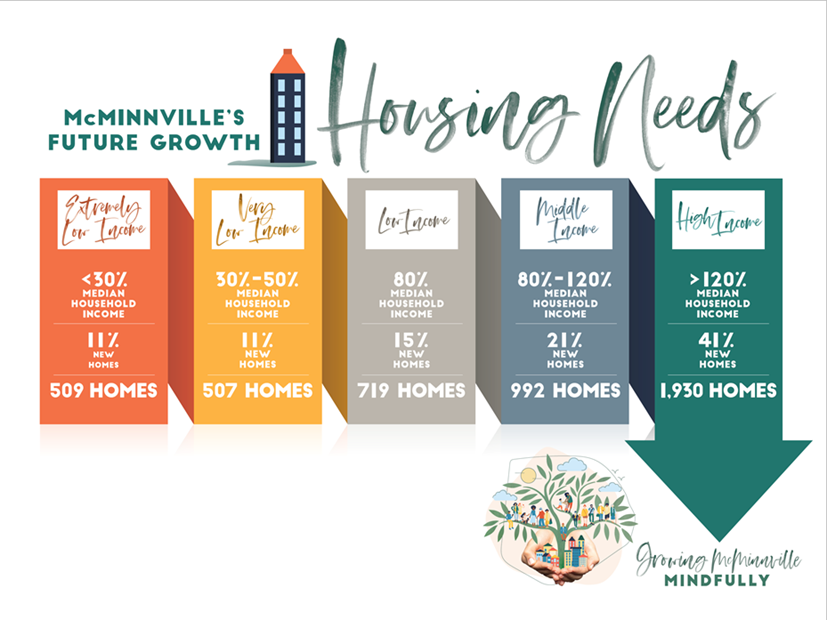 McMINNVILLE'S
FUTURE GROWTH
Housing Needs
Extremely
Low Income
<30%
MEDIAN
HOUSEHOLD
INCOME
11%
NEW
HOMES
509 HOMES
Very
Low Income
30%-50%
MEDIAN
HOUSEHOLD
INCOME
11%
NEW
HOMES
507 HOMES
Low Income
80%
MEDIAN
HOUSEHOLD
INCOME
15%
NEW
HOMES
719 HOMES
Middle
Income
80%-120%
MEDIAN
HOUSEHOLD
INCOME
21%
NEW
HOMES
992 HOMES
High Income
>120%
MEDIAN
HOUSEHOLD
INCOME
41%
NEW
HOMES
1,930 HOMES
Growing McMinnville
MINDFULLY